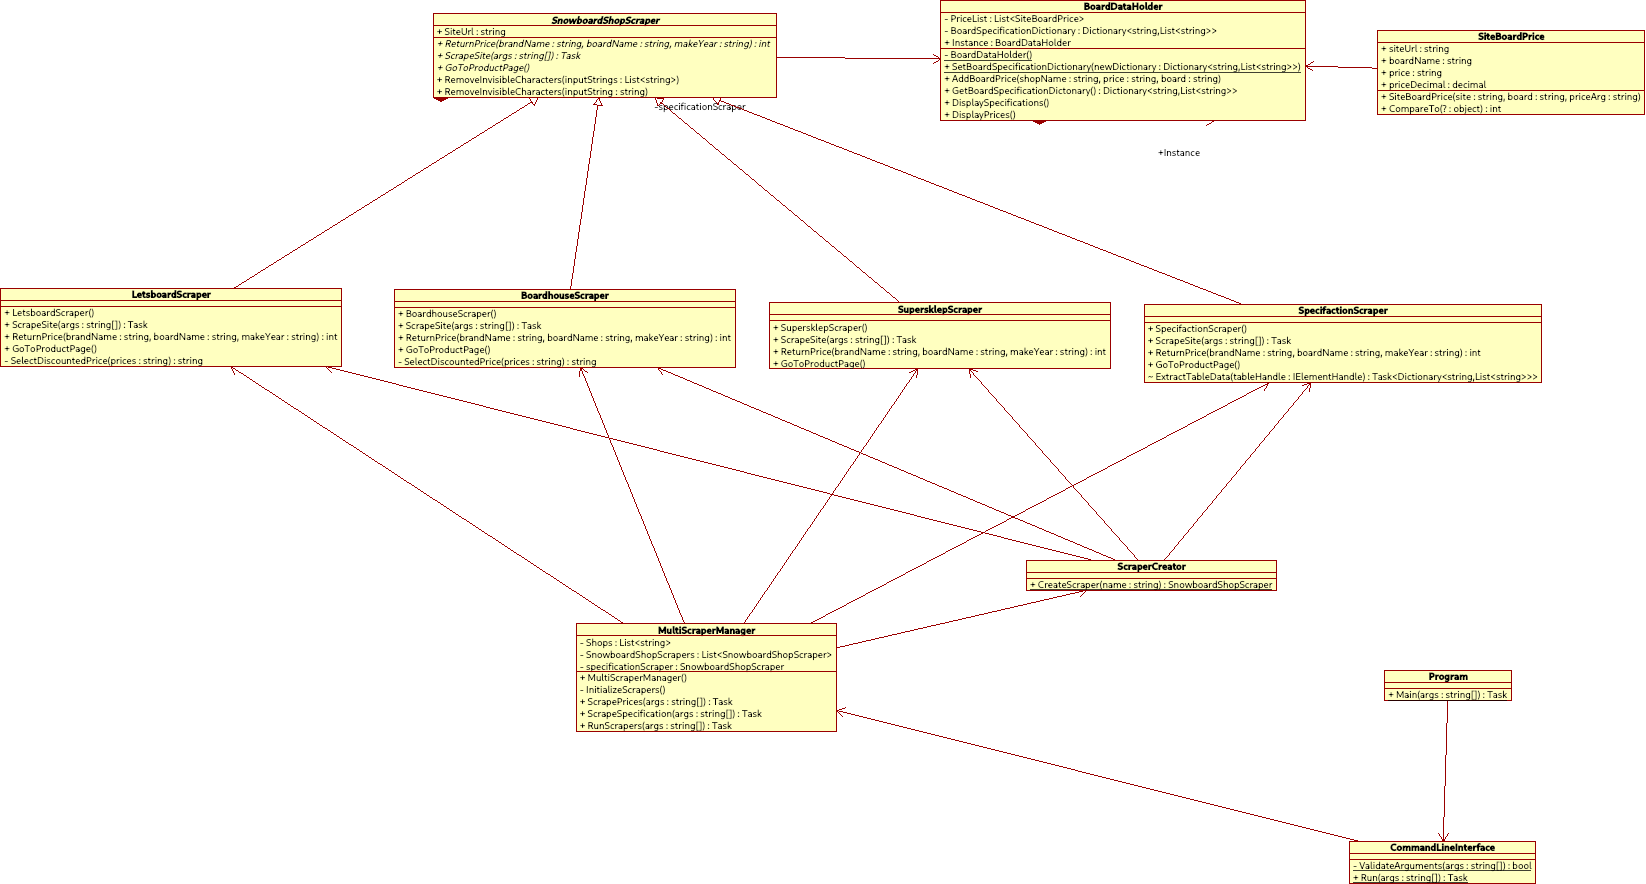 SnowboardShopScraper
+ SiteUrl : string
+ ReturnPrice(brandName : string, boardName : string, makeYear : string) : int
+ ScrapeSite(args : string[]) : Task
+ GoToProductPage()
+ RemoveInvisibleCharacters(inputStrings : List<string>)
+ RemoveInvisibleCharacters(inputString : string)
-specificationScraper
BoardDataHolder
- PriceList : List<SiteBoardPrice>
- BoardSpecificationDictionary : Dictionary<string,List<string>>
+ Instance : BoardDataHolder
- BoardDataHolder()
+ SetBoardSpecificationDictionary(newDictionary : Dictionary<string,List<string>>)
+ AddBoardPrice(shopName : string, price : string, board : string)
+ GetBoardSpecificationDictionary() : Dictionary<string,List<string>>
+ DisplaySpecifications()
+ DisplayPrices()
+Instance
SiteBoardPrice
+ siteUrl : string
+ boardName : string
+ price : string
+ priceDecimal : decimal
+ SiteBoardPrice(site : string, board : string, priceArg : string)
+ CompareTo(? : object) : int
LetsboardScraper
+ LetsboardScraper()
+ ScrapeSite(args : string[]) : Task
+ ReturnPrice(brandName : string, boardName : string, makeYear : string) : int
+ GoToProductPage()
- SelectDiscountedPrice(prices : string) : string
BoardhouseScraper
+ BoardhouseScraper()
+ ScrapeSite(args : string[]) : Task
+ ReturnPrice(brandName : string, boardName : string, makeYear : string) : int
+ GoToProductPage()
- SelectDiscountedPrice(prices : string) : string
SupersklepScraper
+ SupersklepScraper()
+ ScrapeSite(args : string[]) : Task
+ ReturnPrice(brandName : string, boardName : string, makeYear : string) : int
+ GoToProductPage()
SpecifactionScraper
+ SpecifactionScraper()
+ ScrapeSite(args : string[]) : Task
+ ReturnPrice(brandName : string, boardName : string, makeYear : string) : int
+ GoToProductPage()
~ ExtractTableData(tableHandle : IElementHandle) : Task<Dictionary<string,List<string>>>
ScraperCreator
+ CreateScraper(name : string) : SnowboardShopScraper
MultiScraperManager
- Shops : List<string>
- SnowboardShopScrapers : List<SnowboardShopScraper>
- specificationScraper : SnowboardShopScraper
+ MultiScraperManager()
- InitializeScrapers()
+ ScrapePrices(args : string[]) : Task
+ ScrapeSpecification(args : string[]) : Task
+ RunScrapers(args : string[]) : Task
Program
+ Main(args : string[]) : Task
CommandLineInterface
- ValidateArguments(args : string[]) : bool
+ Run(args : string[]) : Task